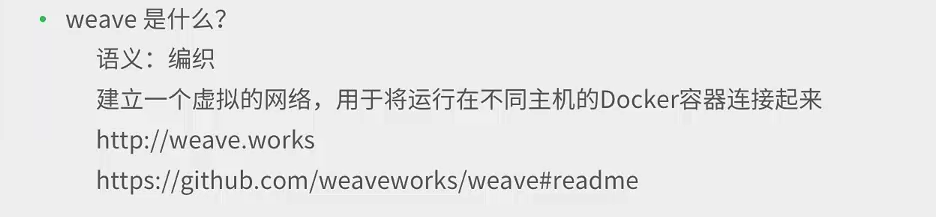 • weave 是什么?
语义：编织
建立一个虚拟的网络，用于将运行在不同主机的Docker容器连接起来
http://weave.works
https://github.com/weaveworks/weave#readme